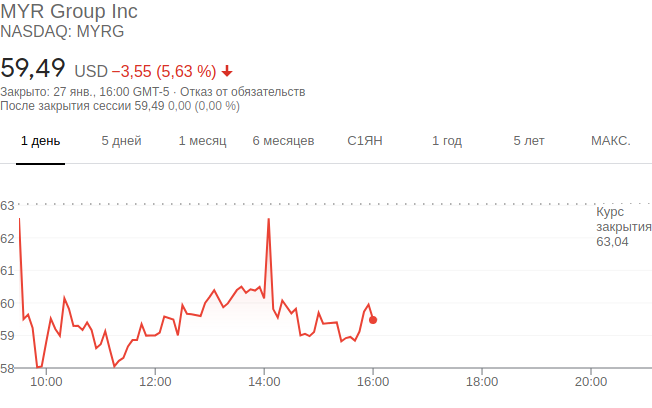 MYR Group Inc
NASDAQ: MYRG
59,49 USD −3,55 (5,63 %)
Закрыто: 27 янв., 16:00 GMT-5 · Отказ от обязательств
После закрытия сессии 59,49 0,00 (0,00 %)
1 день 5 дней 1 месяц 6 месяцев С1ЯН 1 год 5 лет МАКС.
63
Курс
закрытия
63,04
62
61
60
59
58
10:00 12:00 14:00 16:00 18:00 20:00